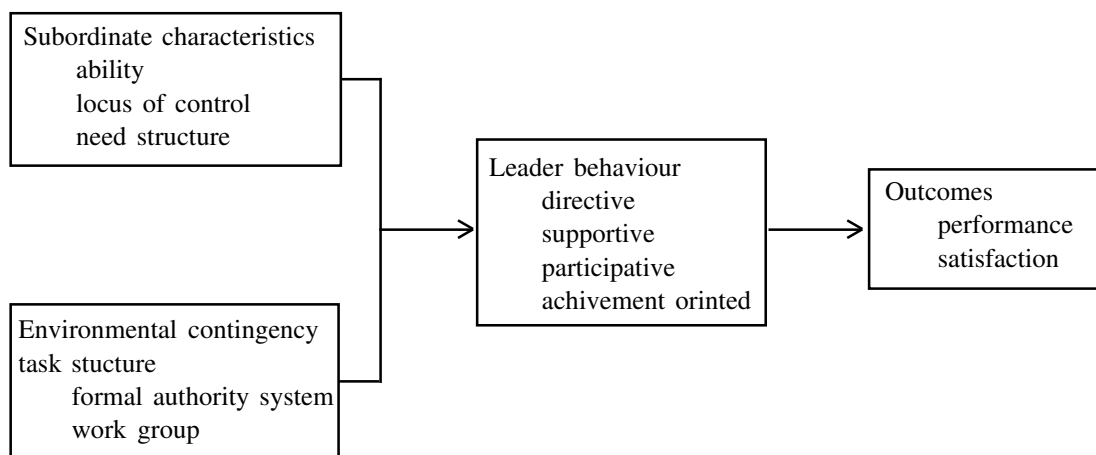 Subordinate characteristics
ability
locus of control
need structure
Environmental contingency
task stucture
formal authority system
work group
Leader behaviour
directive
supportive
participative
achivement orinted
Outcomes
performance
satisfaction